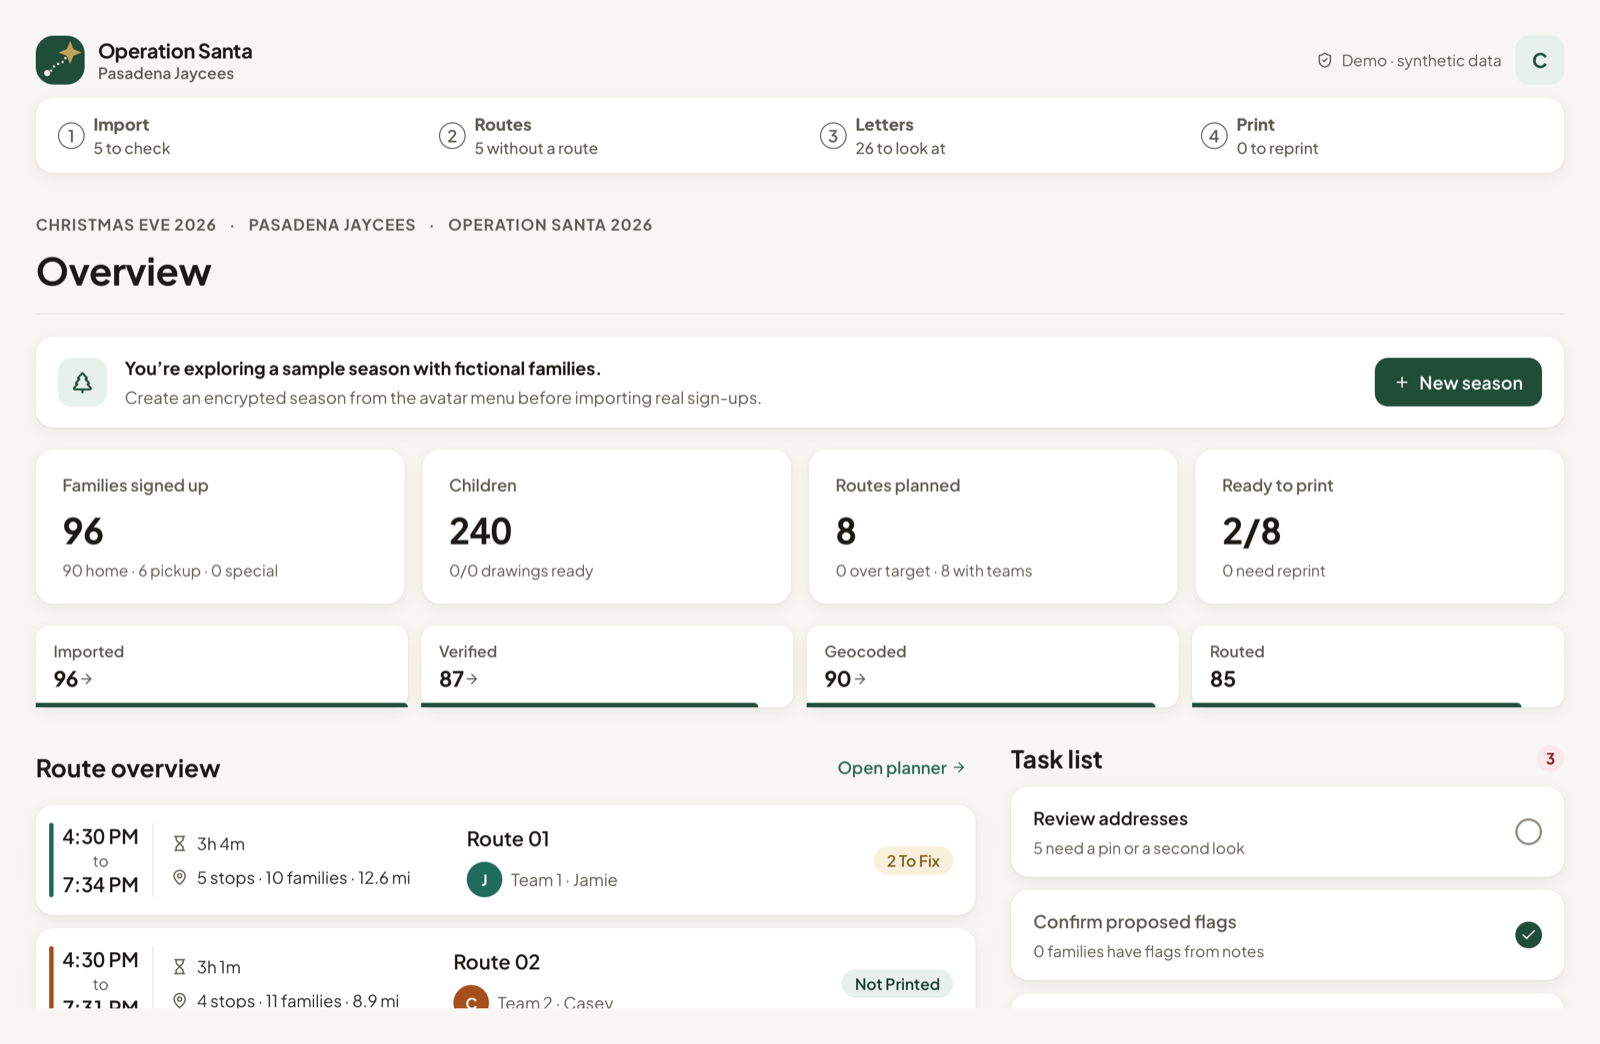 Operation Santa
Pasadena Jaycees
Demo · synthetic data
C
1
Import
5 to check
2
Routes
5 without a route
3
Letters
26 to look at
4
Print
0 to reprint
CHRISTMAS EVE 2026 · PASADENA JAYCEES · OPERATION SANTA 2026
Overview
You’re exploring a sample season with fictional families.
Create an encrypted season from the avatar menu before importing real sign-ups.
+ New season
Families signed up
96
90 home · 6 pickup · 0 special
Children
240
0/0 drawings ready
Routes planned
8
0 over target · 8 with teams
Ready to print
2/8
0 need reprint
Imported
96→
Verified
87→
Geocoded
90→
Routed
85
Route overview
Open planner →
4:30 PM
to
7:34 PM
3h 4m
5 stops · 10 families · 12.6 mi
Route 01
J
Team 1 · Jamie
2 To Fix
4:30 PM
to
7:31 PM
3h 1m
4 stops · 11 families · 8.9 mi
Route 02
C
Team 2 · Casey
Not Printed
Task list
3
Review addresses
5 need a pin or a second look
Confirm proposed flags
0 families have flags from notes